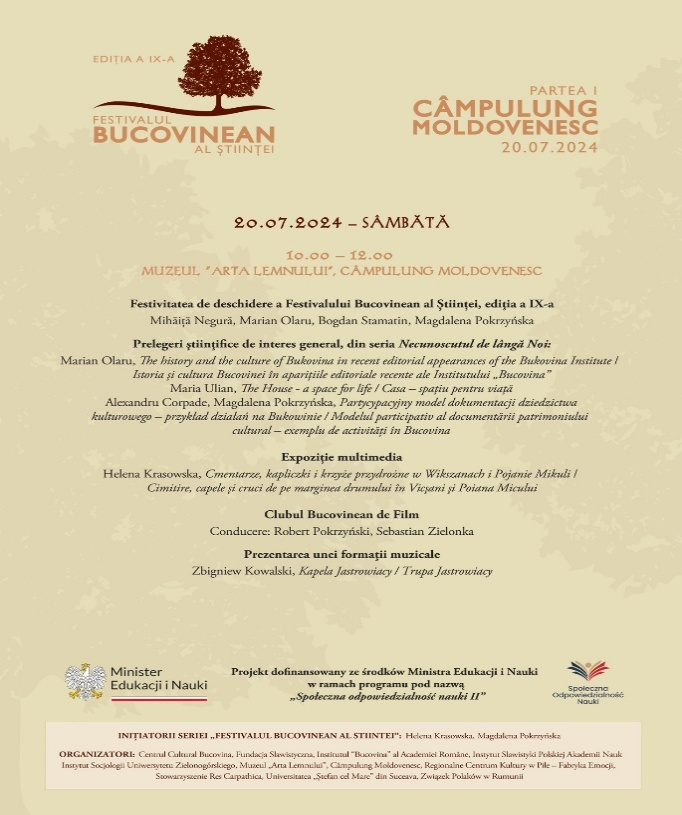 EDIȚIA A IX-A
FESTIVALUL
BUCOVINEAN
AL ȘTIINȚEI
PARTEA I
CÂMPULUNG
MOLDOVENESC
20.07.2024
20.07.2024 – SÂMBĂTĂ
10.00 – 12.00
MUZEUL "ARTA LEMNULUI", CÂMPULUNG MOLDOVENESC
Festivitatea de deschidere a Festivalului Bucovinean al Științei, ediția a IX-a
Mihăiță Negură, Marian Olaru, Bogdan Stamatin, Magdalena Pokrzyńska
Prelegeri științifice de interes general, din seria Necunoscutul de lângă Noi:
Marian Olaru, The history and the culture of Bukovina in recent editorial appearances of the Bukovina Institute /
Istoria și cultura Bucovinei în aparițiile editoriale recente ale Institutului „Bucovina”
Maria Ulian, The House - a space for life / Casa – spațiu pentru viață
Alexandru Corpade, Magdalena Pokrzyńska, Partycypacyjny model dokumentacji dziedzictwa
kulturowego – przykład działań na Bukowinie / Modelul participativ al documentării patrimoniului
cultural – exemplu de activități în Bucovina
Expoziție multimedia
Helena Krasowska, Cmentarze, kapliczki i krzyże przydrożne w Wikszanach i Pojanie Mikuli /
Cimitire, capele și cruci de pe marginea drumului în Vicșani și Poiana Micului
Clubul Bucovinean de Film
Conducere: Robert Pokrzyński, Sebastian Zielonka
Prezentarea unei formații muzicale
Zbigniew Kowalski, Kapela Jastrowiacy / Trupa Jastrowiacy
Minister
Edukacji i Nauki
Projekt dofinansowany ze środków Ministra Edukacji i Nauki
w ramach programu pod nazwą
„Społeczna odpowiedzialność nauki II”
Społeczna
Odpowiedzialność
Nauki
INIȚIATORII SERIEI „FESTIVALUL BUCOVINEAN AL STIINTEI”: Helena Krasowska, Magdalena Pokrzyńska
ORGANIZATORI: Centrul Cultural Bucovina, Fundacja Slawistyczna, Institutul "Bucovina" al Academiei Române, Instytut Slawistyki Polskiej Akademii Nauk
Instytut Socjologii Uniwersytetu Zielonogórskiego, Muzeul „Arta Lemnului”, Câmpulung Moldovenesc, Regionalne Centrum Kultury w Pile – Fabryka Emocji,
Stowarzyszenie Res Carpathica, Universitatea „Ștefan cel Mare” din Suceava, Związek Polaków w Rumunii